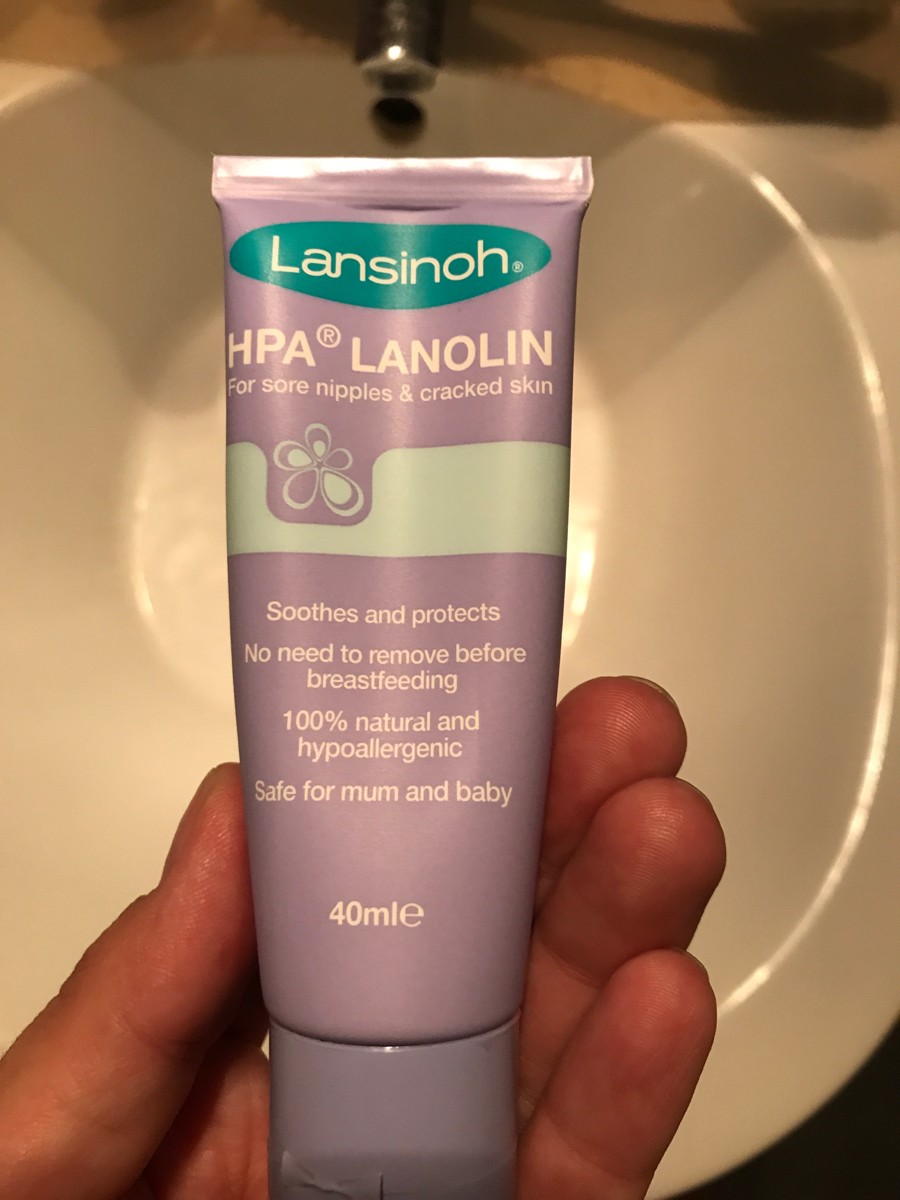 Lansinoh®
HPA® LANOLIN
For sore nipples & cracked skin
Soothes and protects
No need to remove before
breastfeeding
100% natural and
hypoallergenic
Safe for mum and baby
40ml℮